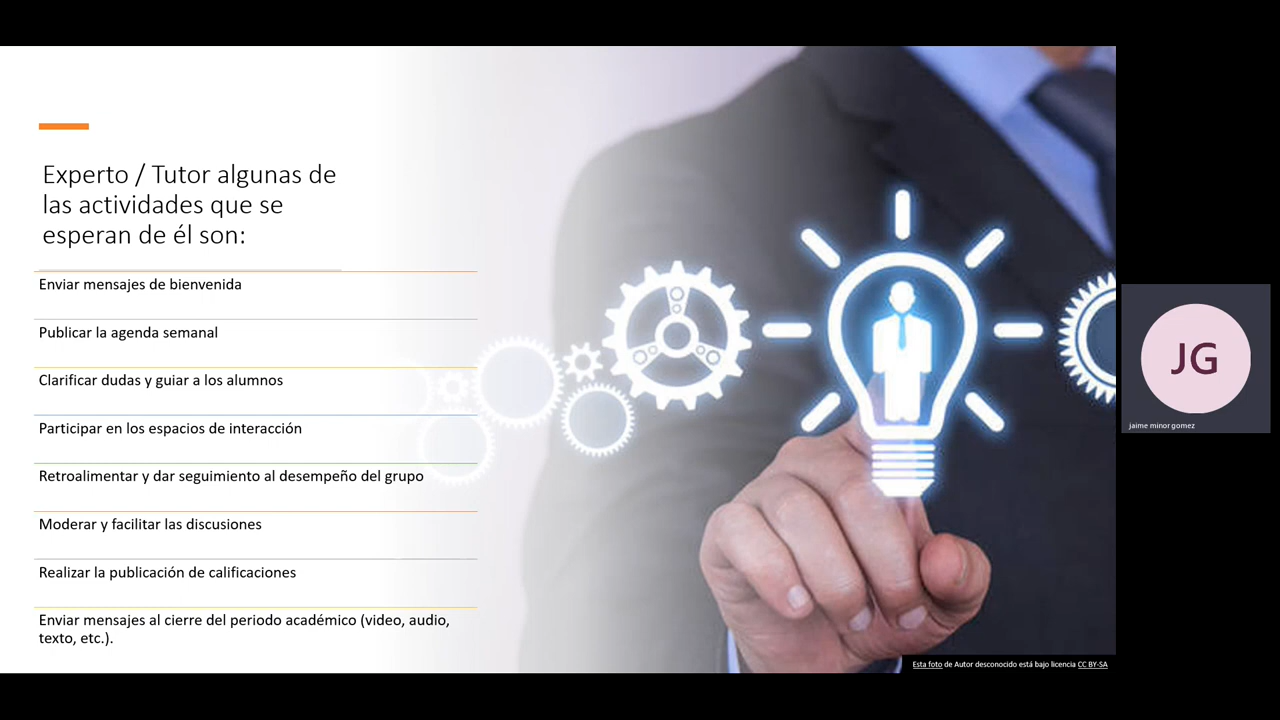 Experto / Tutor algunas de
las actividades que se
esperan de él son:
Enviar mensajes de bienvenida
Publicar la agenda semanal
Clarificar dudas y guiar a los alumnos
Participar en los espacios de interacción
Retroalimentar y dar seguimiento al desempeño del grupo
Moderar y facilitar las discusiones
Realizar la publicación de calificaciones
Enviar mensajes al cierre del periodo académico (video, audio,
texto, etc.).
Esta foto de Autor desconocido está bajo licencia CC BY-SA
JG
jaime minor gomez